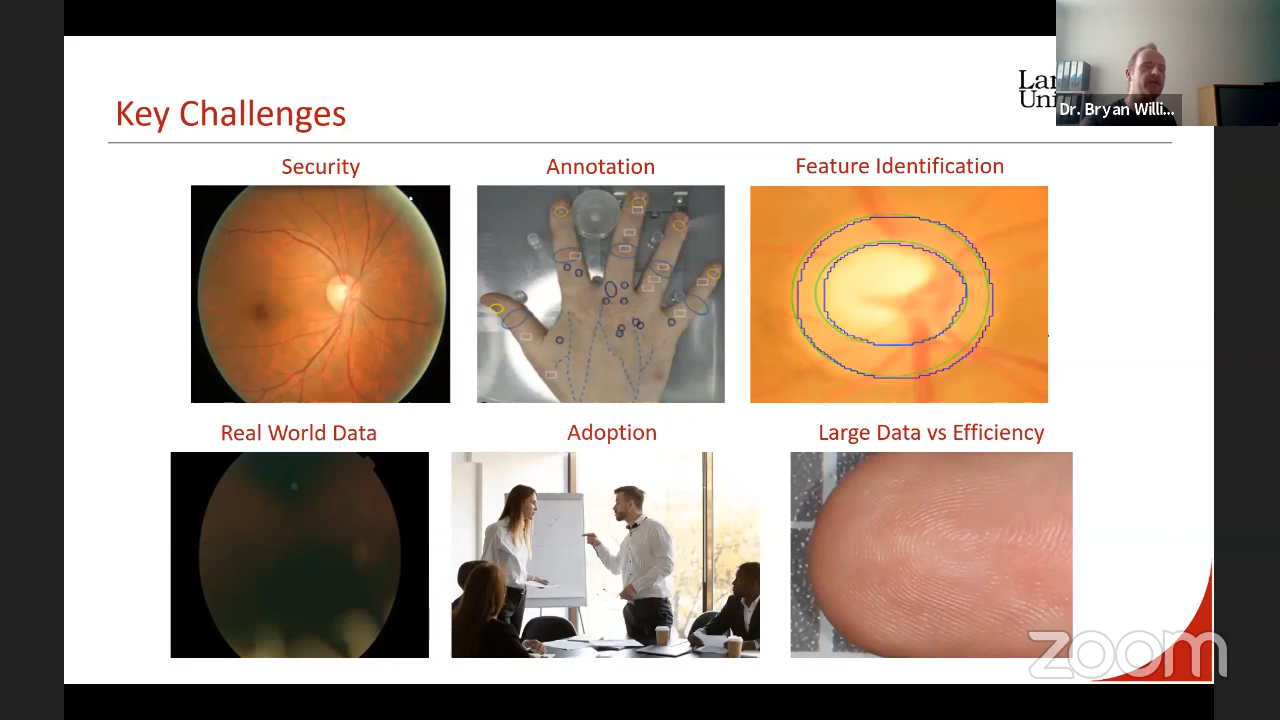 Key Challenges
Dr. Bryan Willi...
Security
Annotation
Feature Identification
Real World Data
Adoption
Large Data vs Efficiency
zoom